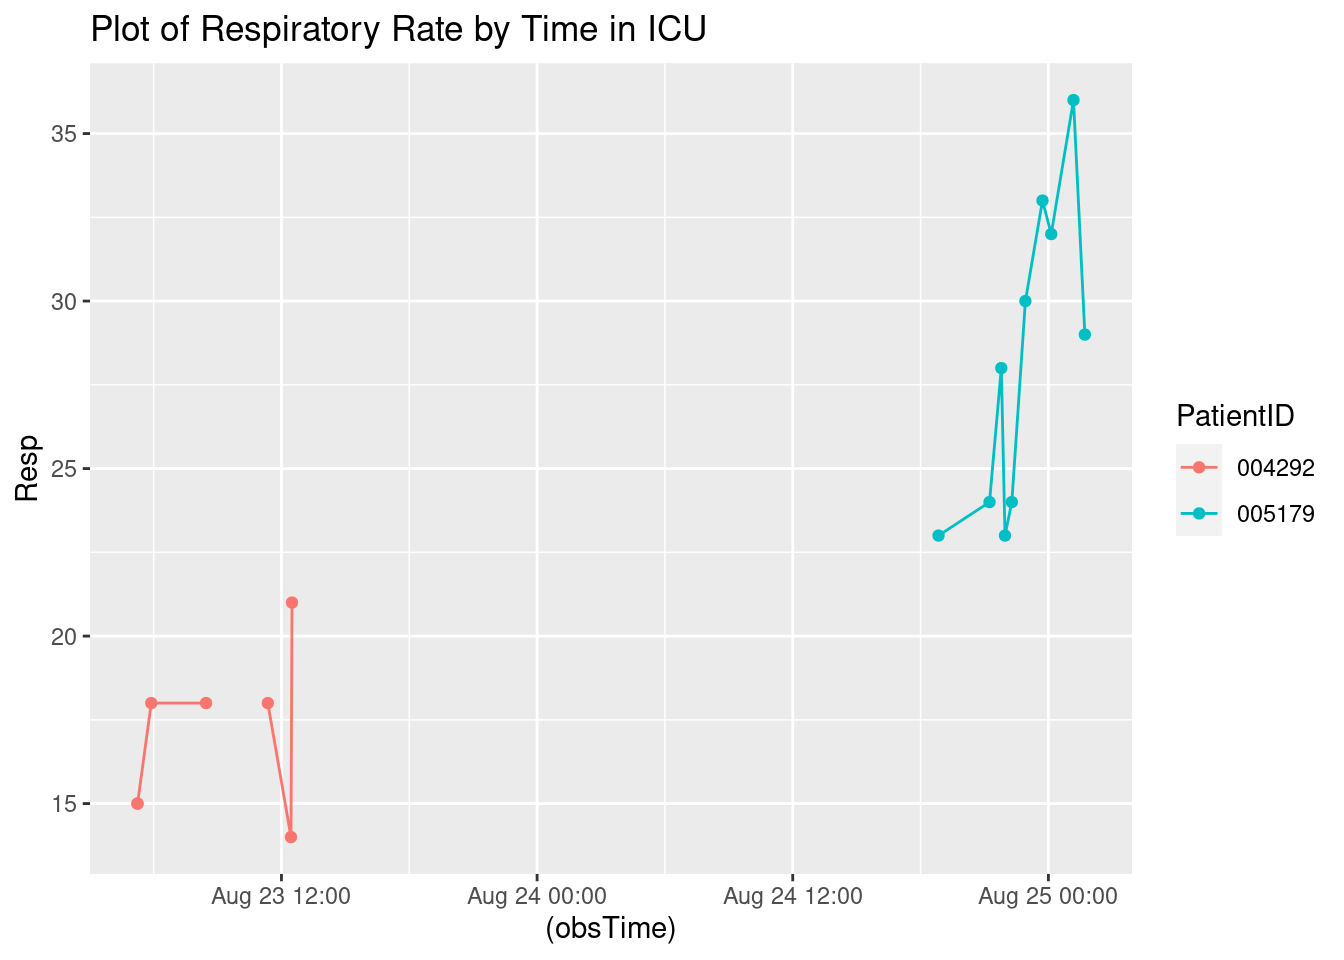 Plot of Respiratory Rate by Time in ICU
35
30
25
20
15
Resp
Aug 23 12:00
Aug 24 00:00
Aug 24 12:00
Aug 25 00:00
(obsTime)
PatientID
004292
005179